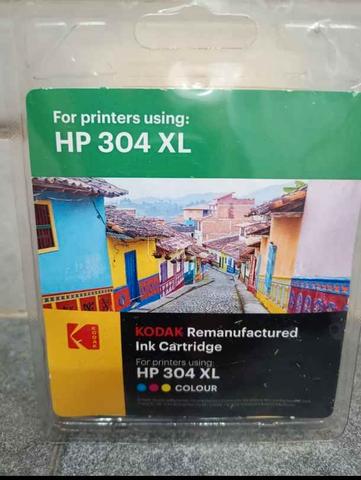 For printers using:
HP 304 XL
KODAK
KODAK Remanufactured
Ink Cartridge
For printers using:
HP 304 XL
COLOUR